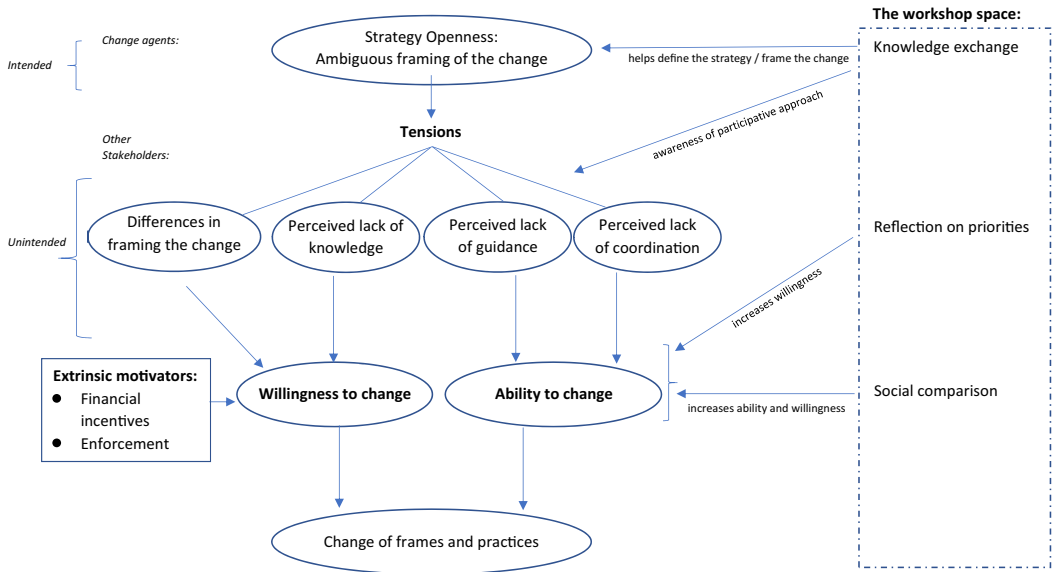 The workshop space:
Change agents:
Strategy Openness:
Ambiguous framing of the change
Knowledge exchange
Intended
helps define the strategy / frame the change
awareness of participative approach
Tensions
Other
Stakeholders:
Differences in
framing the change
Perceived lack of
knowledge
Perceived lack
of guidance
Perceived lack
of coordination
Reflection on priorities
Unintended
increases willingness
Extrinsic motivators:
● Financial
incentives
● Enforcement
Willingness to change
Ability to change
Social comparison
increases ability and willingness
Change of frames and practices